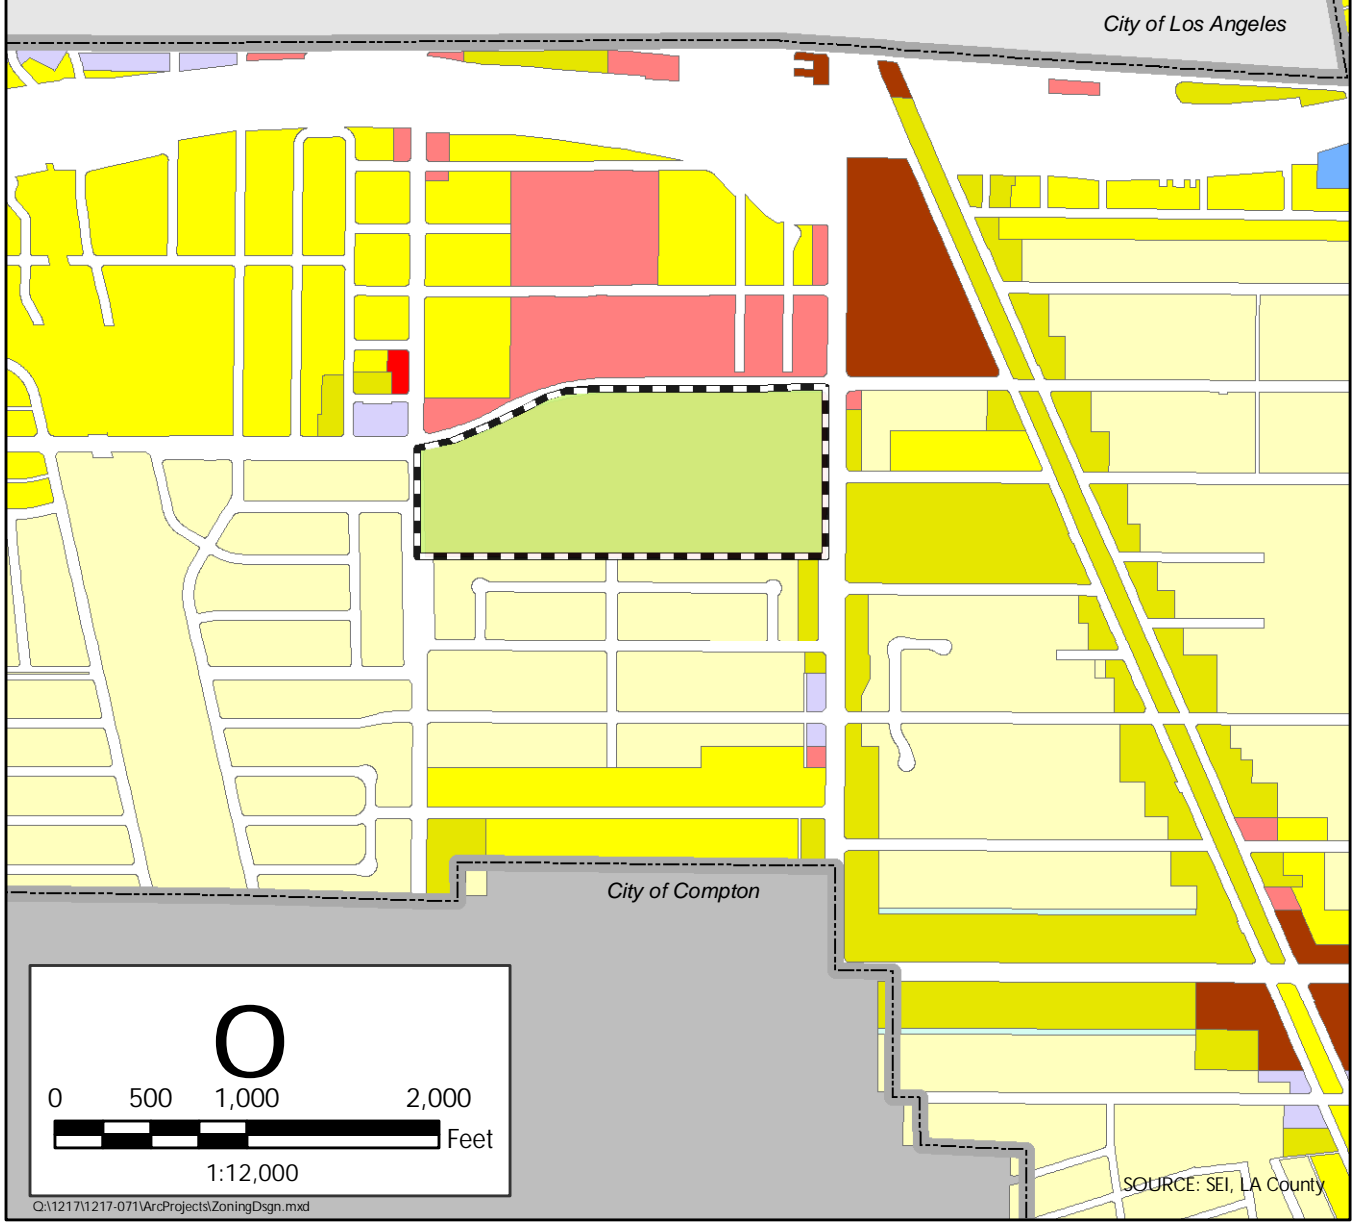 City of Los Angeles
City of Compton
O
0 500 1,000 2,000
Feet
1:12,000
SOURCE: SEI, LA County
Q:\1217\1217-071\ArcProjects\ZoningDsgn.mxd